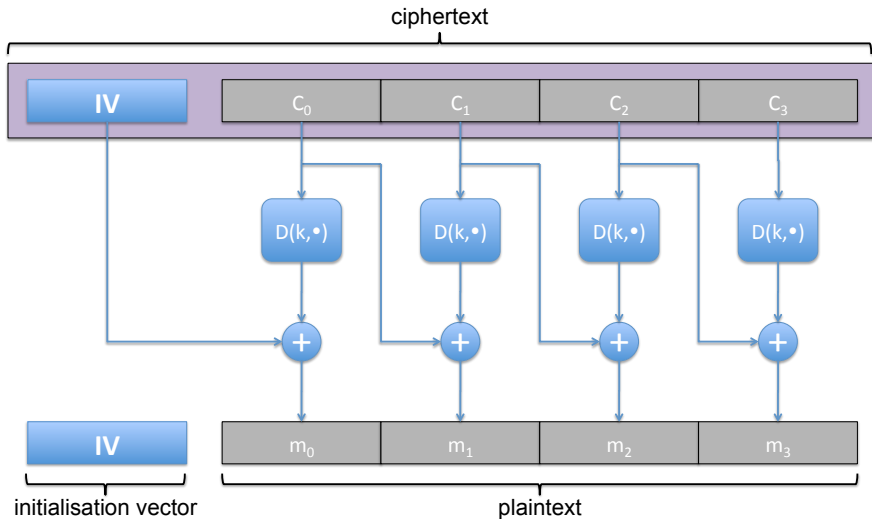 ciphertext
IV C₀ C₁ C₂ C₃
D(k,•) D(k,•) D(k,•) D(k,•)
+ + + +
IV m₀ m₁ m₂ m₃
initialisation vector plaintext